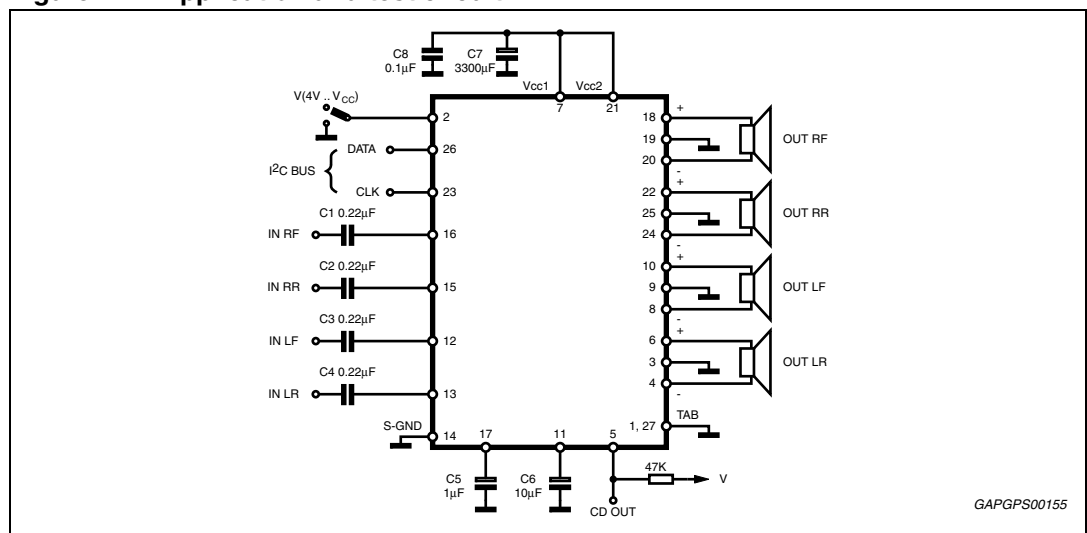 C8
0.1µF
C7
3300µF
Vcc1
Vcc2
7
21
V(4V .. VCC)
2
DATA
26
I2C BUS
CLK
23
C1 0.22µF
IN RF
16
C2 0.22µF
IN RR
15
C3 0.22µF
IN LF
12
C4 0.22µF
IN LR
13
S-GND
14
17
11
5
C5
1µF
C6
10µF
47K
V
CD OUT
18
+
19
OUT RF
20
-
22
+
25
OUT RR
24
-
10
+
9
OUT LF
8
-
6
+
3
OUT LR
4
-
1, 27
TAB
GAPGPS00155